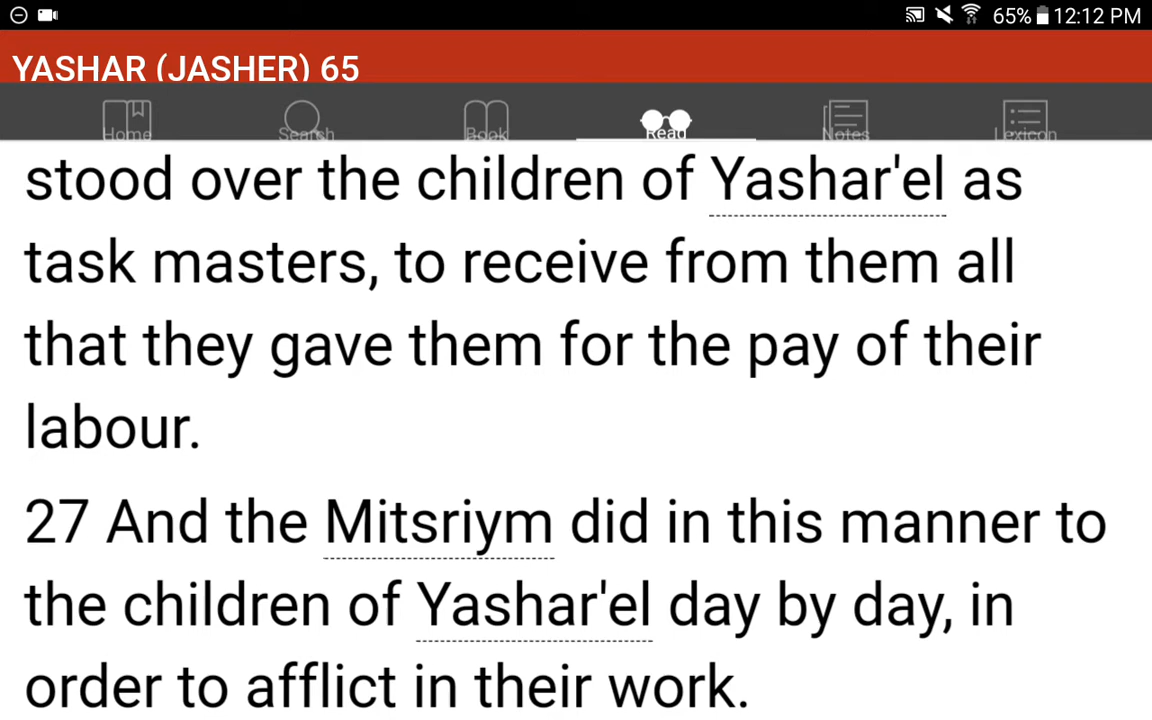 65% 12:12 PM
YASHAR (JASHER) 65
Home Search Book Read Notes Lexicon
stood over the children of Yashar'el as
task masters, to receive from them all
that they gave them for the pay of their
labour.
27 And the Mitsriym did in this manner to
the children of Yashar'el day by day, in
order to afflict in their work.